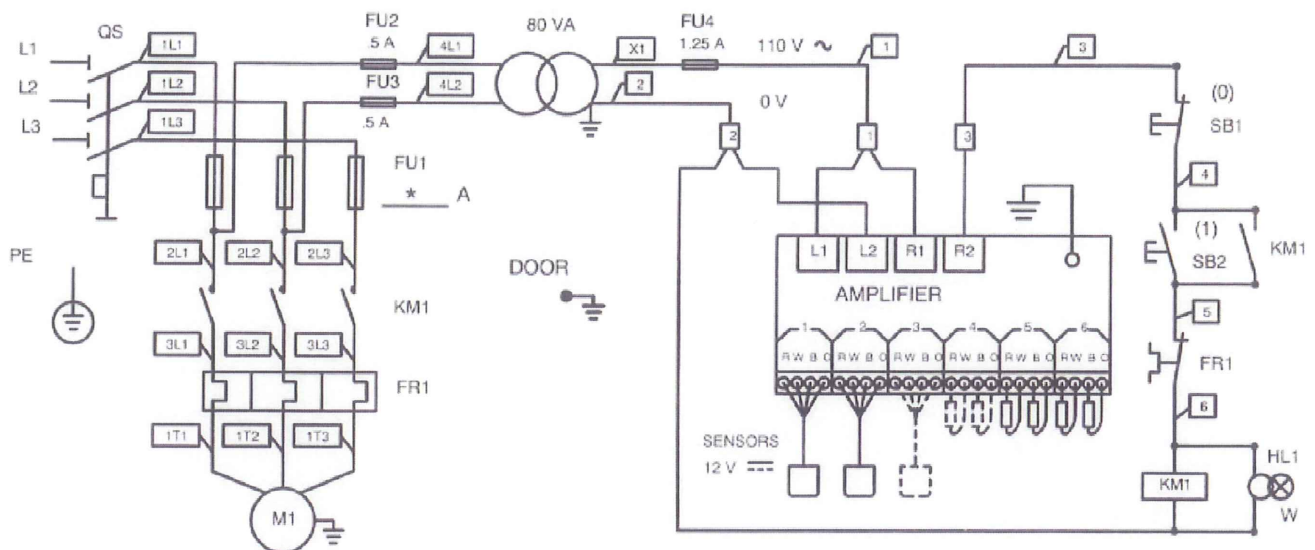 QS
FU2
80 VA
FU4
L1
1L1
.5 A
4L1
X1
1.25 A
110 V ~
1
3
L2
1L2
FU3
4L2
2
0 V
L3
1L3
.5 A
2
1
3
(0)
SB1
FU1
* A
4
PE
2L1
2L2
2L3
DOOR
L1
L2
R1
R2
(1)
SB2
KM1
KM1
AMPLIFIER
5
3L1
3L2
3L3
1
2
3
4
5
6
R W B O
R W B O
R W B O
R W B O
R W B O
R W B O
FR1
FR1
6
1T1
1T2
1T3
SENSORS
12 V
HL1
KM1
W
M1